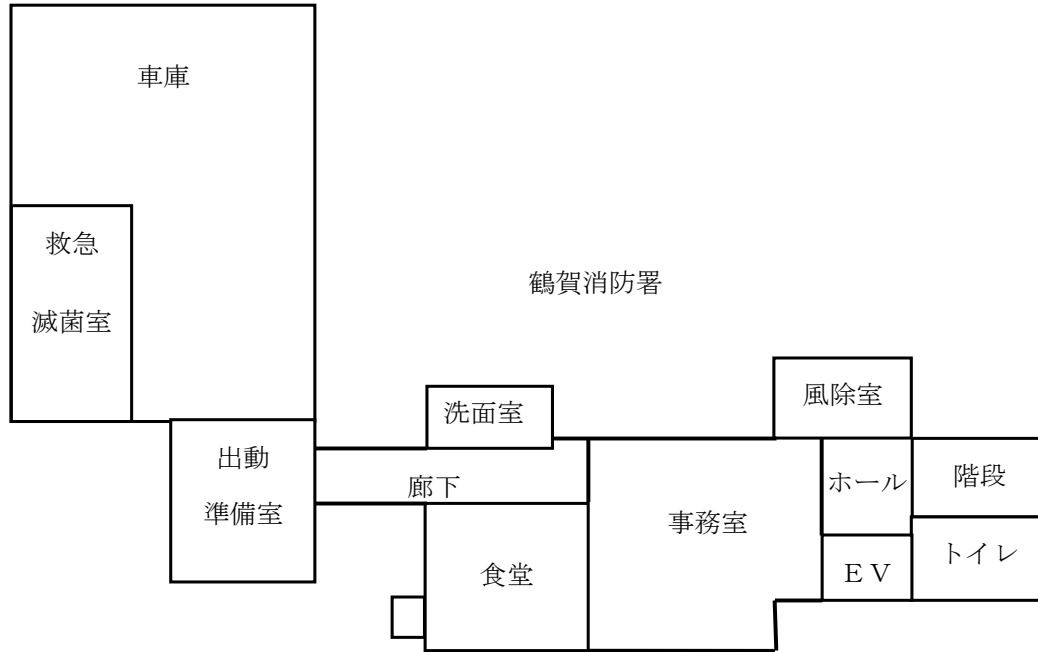 車庫
救急
滅菌室
鶴賀消防署
風除室
洗面室
出動
準備室
廊下
ホール
階段
事務室
食堂
ＥＶ
トイレ